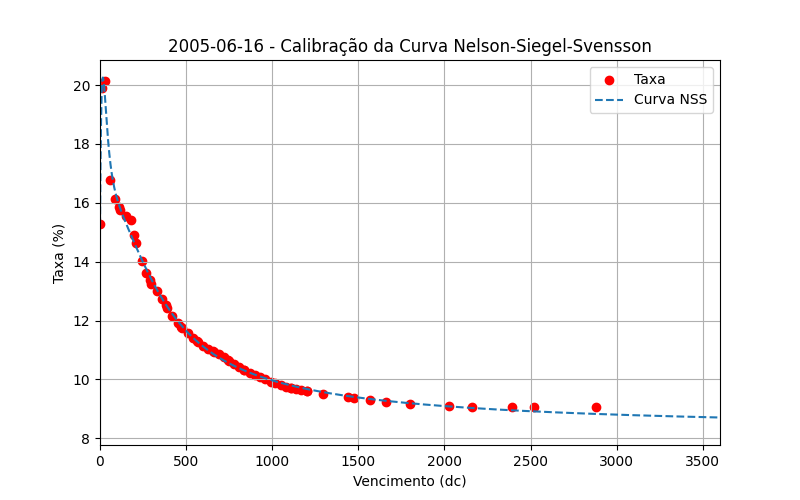 2005-06-16 - Calibração da Curva Nelson-Siegel-Svensson
Taxa
Curva NSS
Taxa (%)
20
18
16
14
12
10
8
0 500 1000 1500 2000 2500 3000 3500
Vencimento (dc)